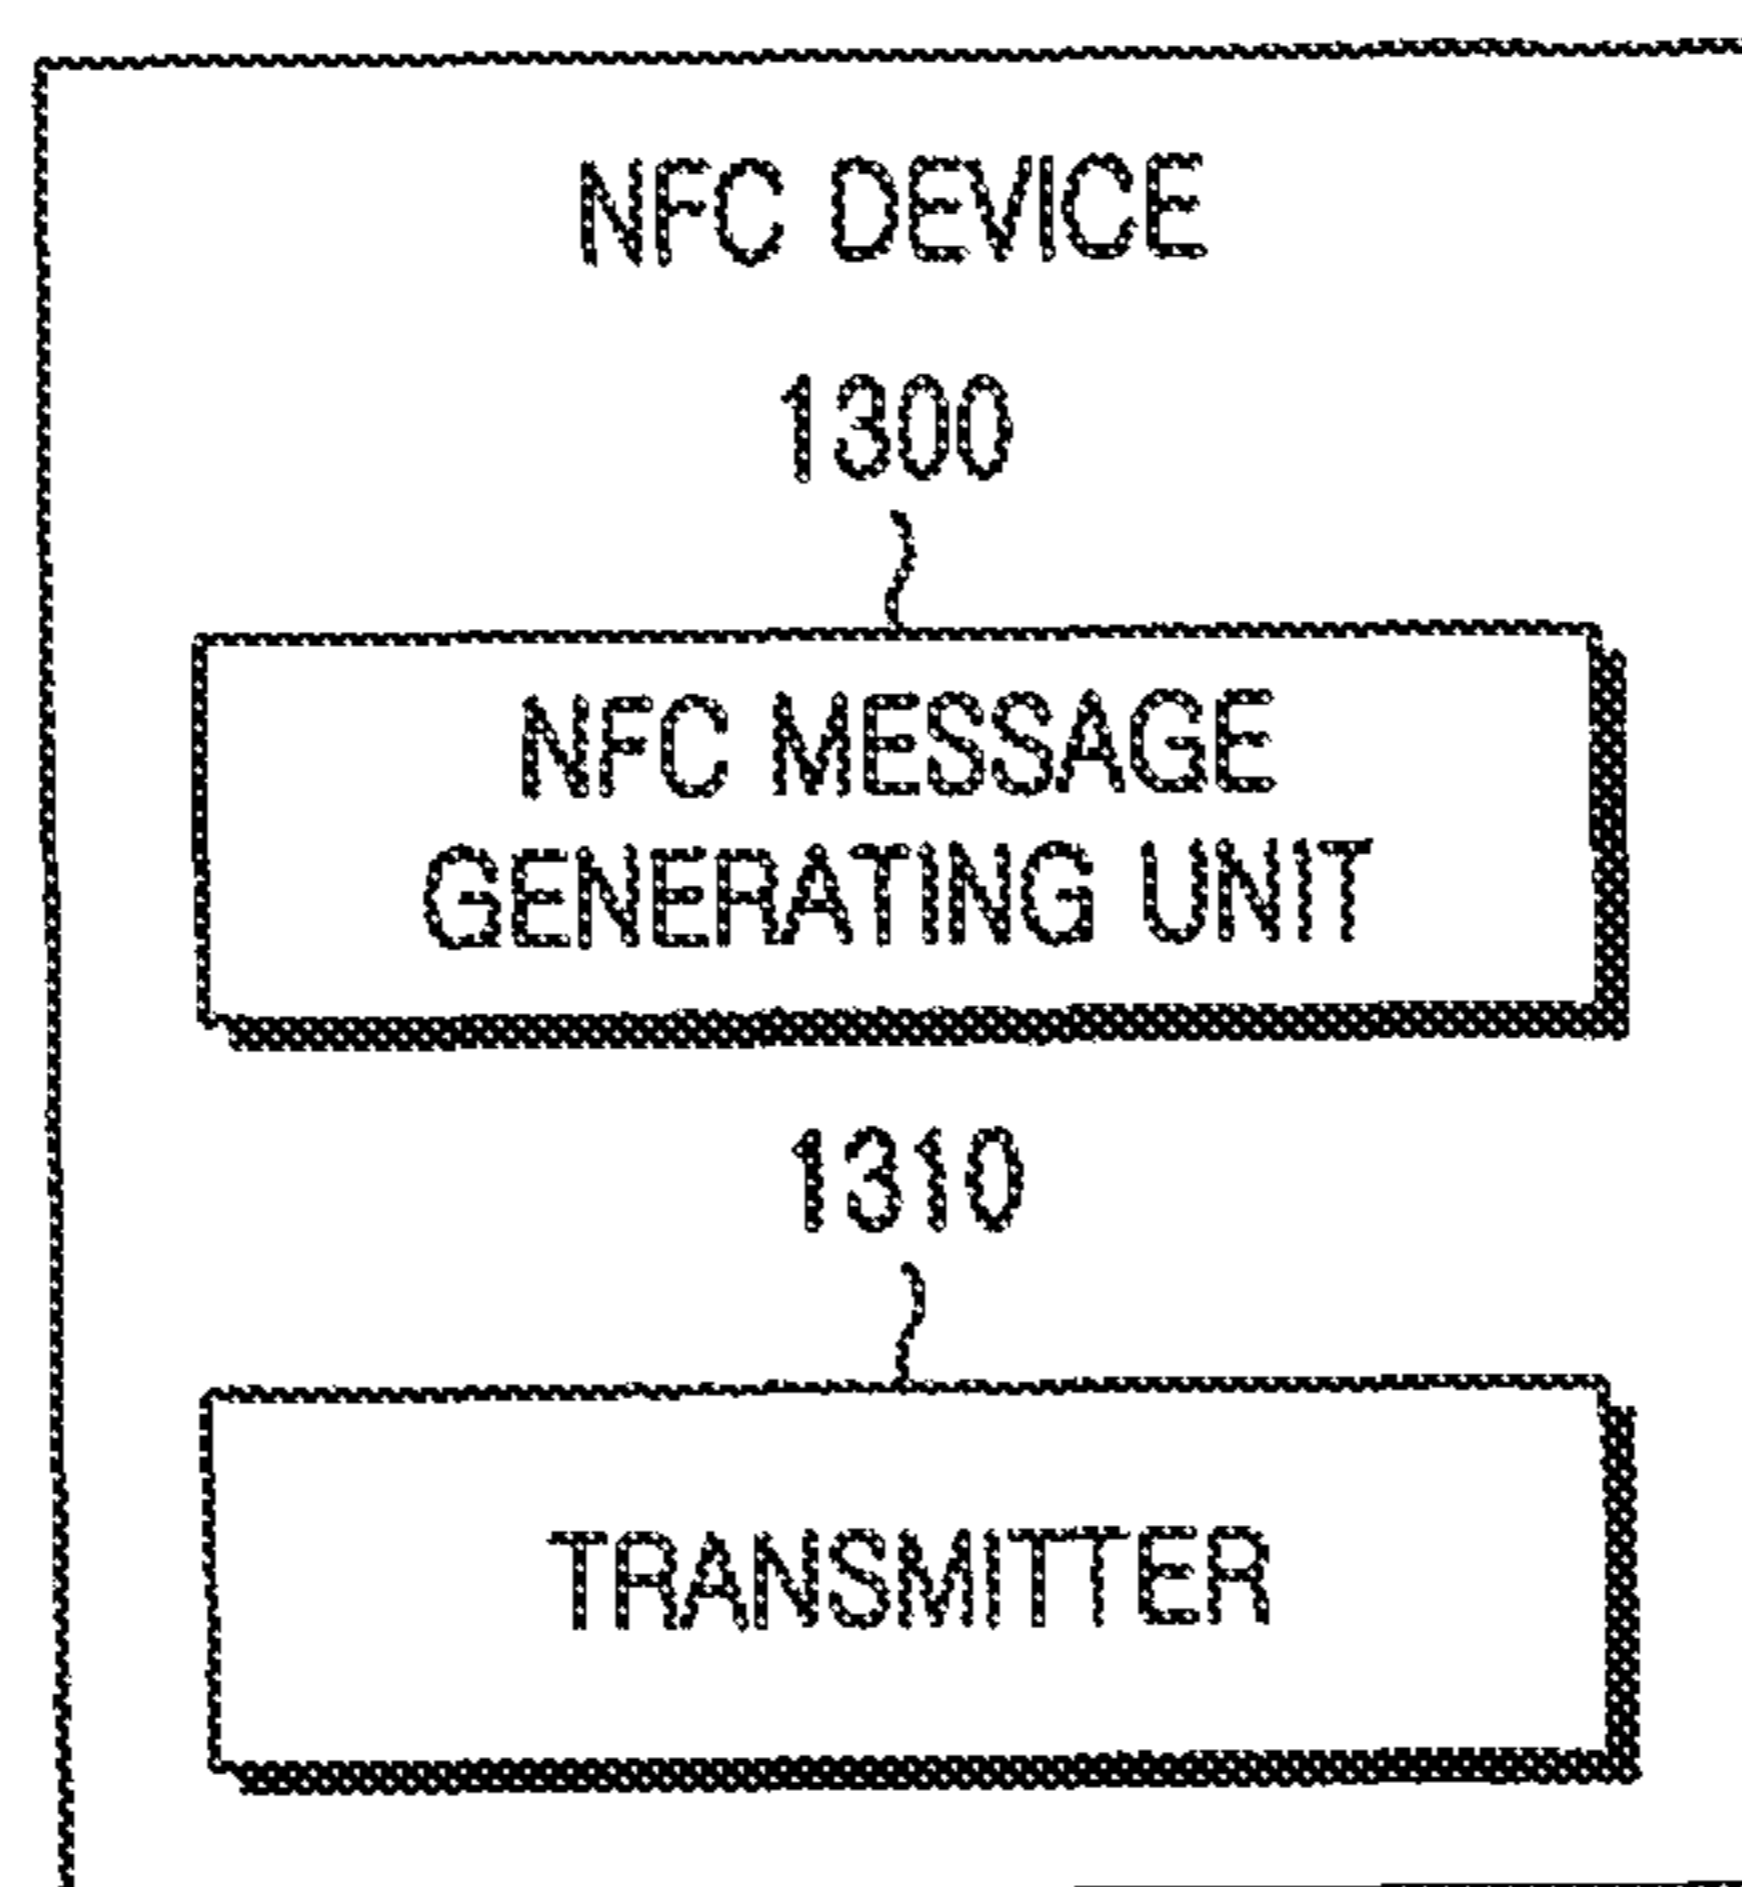 NFC DEVICE
1300
NFC MESSAGE
GENERATING UNIT
1310
TRANSMITTER